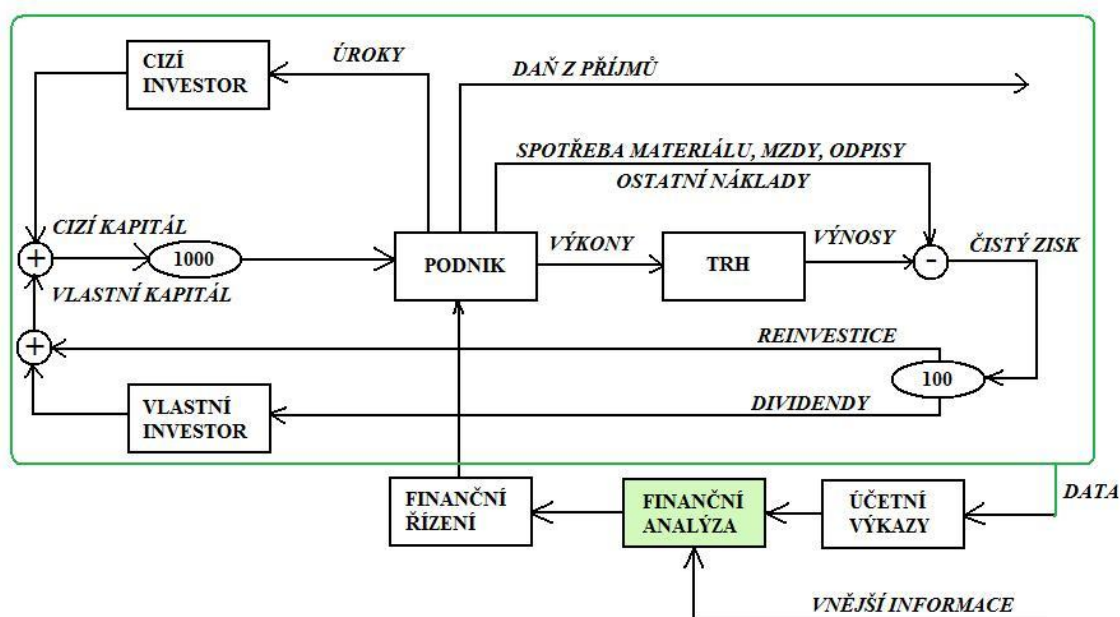 CIZÍ
INVESTOR
ÚROKY
DAŇ Z PŘÍJMŮ
SPOTŘEBA MATERIÁLU, MZDY, ODPISY
OSTATNÍ NÁKLADY
CIZÍ KAPITÁL
+
1000
VLASTNÍ KAPITÁL
PODNIK
VÝKONY
TRH
VÝNOSY
-
ČISTÝ ZISK
+
REINVESTICE
100
VLASTNÍ
INVESTOR
DIVIDENDY
FINANČNÍ
ŘÍZENÍ
FINANČNÍ
ANALÝZA
ÚČETNÍ
VÝKAZY
DATA
VNĚJŠÍ INFORMACE